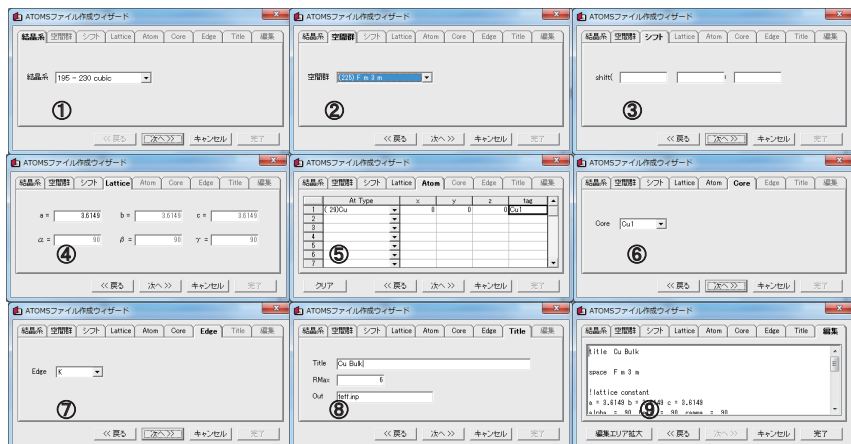 ATOMSファイル作成ウィザード
結晶系 空間群 シフト Lattice Atom Core Edge Title 編集
結晶系 195 - 230 cubic
①
<< 戻る 次へ >> キャンセル 完了
ATOMSファイル作成ウィザード
結晶系 空間群 シフト Lattice Atom Core Edge Title 編集
空間群 (225) F m 3 m
②
<< 戻る 次へ >> キャンセル 完了
ATOMSファイル作成ウィザード
結晶系 空間群 シフト Lattice Atom Core Edge Title 編集
shift(
③
<< 戻る 次へ >> キャンセル 完了
ATOMSファイル作成ウィザード
結晶系 空間群 シフト Lattice Atom Core Edge Title 編集
a = 3.6149 b = 3.6149 c = 3.6149
α = 90 β = 90 γ = 90
④
<< 戻る 次へ >> キャンセル 完了
ATOMSファイル作成ウィザード
結晶系 空間群 シフト Lattice Atom Core Edge Title 編集
At Type x y z tag
1 ( 29)Cu 0 0 0 Cu1
2
3
4
5
6
7
⑤
クリア << 戻る 次へ >> キャンセル 完了
ATOMSファイル作成ウィザード
結晶系 空間群 シフト Lattice Atom Core Edge Title 編集
Core Cu1
⑥
<< 戻る 次へ >> キャンセル 完了
ATOMSファイル作成ウィザード
結晶系 空間群 シフト Lattice Atom Core Edge Title 編集
Edge K
⑦
<< 戻る 次へ >> キャンセル 完了
ATOMSファイル作成ウィザード
結晶系 空間群 シフト Lattice Atom Core Edge Title 編集
Title Cu Bulk
RMax 6
Out feff.inp
⑧
<< 戻る 次へ >> キャンセル 完了
ATOMSファイル作成ウィザード
結晶系 空間群 シフト Lattice Atom Core Edge Title 編集
title Cu Bulk
space F m 3 m
!lattice constant
a = 3.6149 b = 3.6149 c = 3.6149
⑨
編集エリア拡大 << 戻る 次へ >> キャンセル 完了